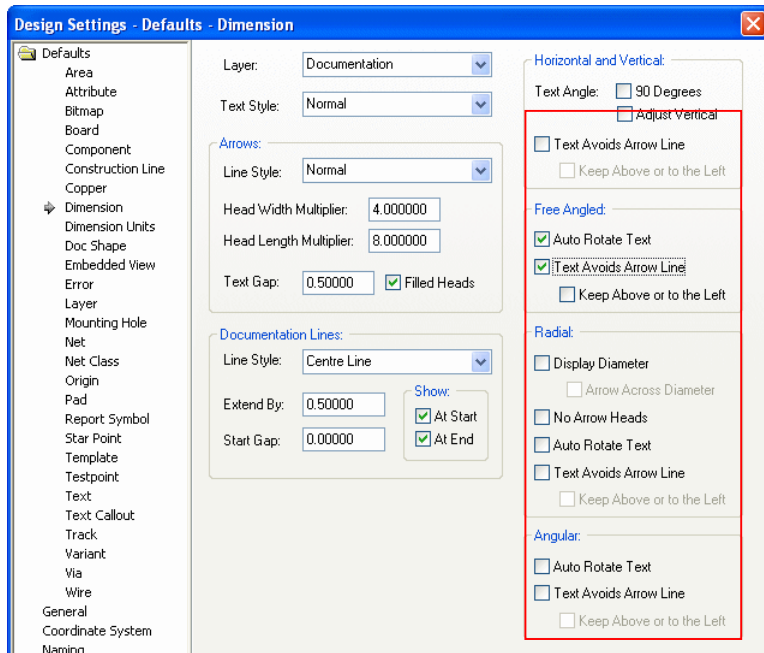 Design Settings - Defaults - Dimension
Defaults
Area
Attribute
Bitmap
Board
Component
Construction Line
Copper
Dimension
Dimension Units
Doc Shape
Embedded View
Error
Layer
Mounting Hole
Net
Net Class
Origin
Pad
Report Symbol
Star Point
Template
Testpoint
Text
Text Callout
Track
Variant
Via
Wire
General
Coordinate System
Naming
Layer: Documentation
Text Style: Normal
Arrows:
Line Style: Normal
Head Width Multiplier: 4.000000
Head Length Multiplier: 8.000000
Text Gap: 0.50000 Filled Heads
Documentation Lines:
Line Style: Centre Line
Extend By: 0.50000
Start Gap: 0.00000
Show:
At Start
At End
Horizontal and Vertical:
Text Angle: 90 Degrees
Adjust Vertical
Text Avoids Arrow Line
Keep Above or to the Left
Free Angled:
Auto Rotate Text
Text Avoids Arrow Line
Keep Above or to the Left
Radial:
Display Diameter
Arrow Across Diameter
No Arrow Heads
Auto Rotate Text
Text Avoids Arrow Line
Keep Above or to the Left
Angular:
Auto Rotate Text
Text Avoids Arrow Line
Keep Above or to the Left